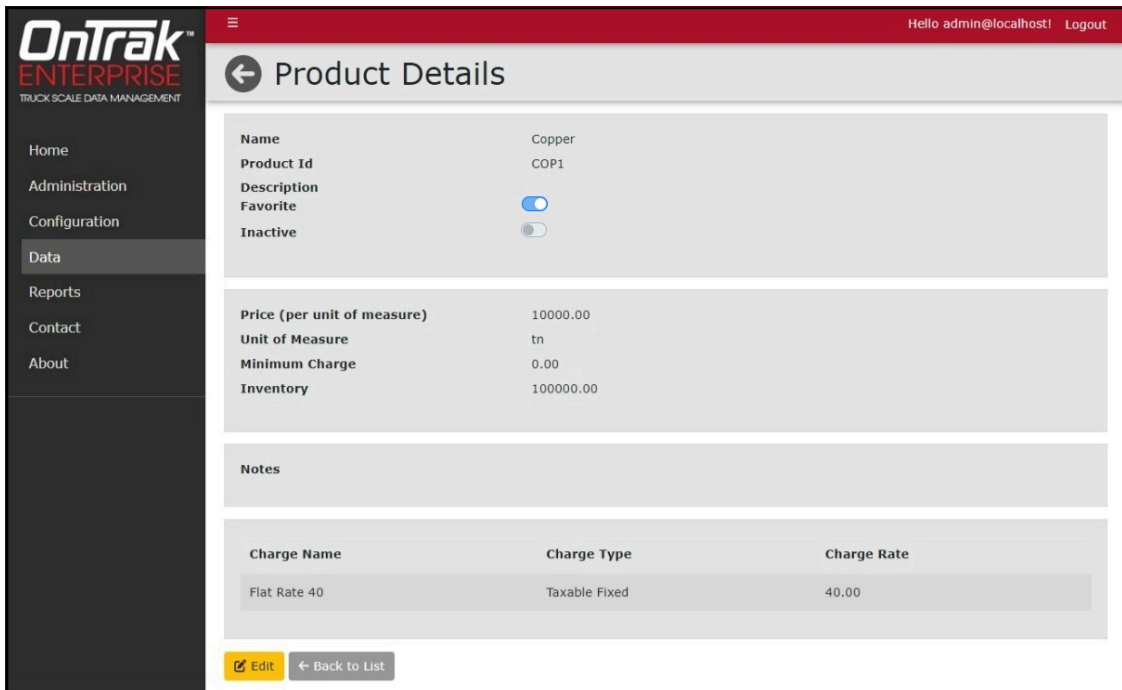 OnTrak™
ENTERPRISE
TRUCK SCALE DATA MANAGEMENT
Home
Administration
Configuration
Data
Reports
Contact
About
Hello admin@localhost! Logout
Product Details
Name Copper
Product Id COP1
Description
Favorite
Inactive
Price (per unit of measure) 10000.00
Unit of Measure tn
Minimum Charge 0.00
Inventory 100000.00
Notes
Charge Name Charge Type Charge Rate
Flat Rate 40 Taxable Fixed 40.00
Edit ← Back to List